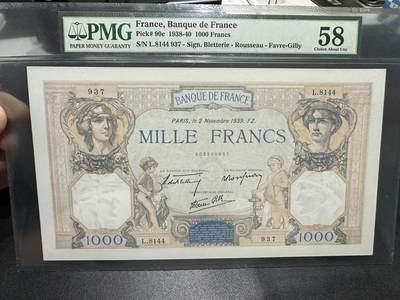 PMG
PAPER MONEY GUARANTY
France, Banque de France
Pick# 90c 1938-40 1000 Francs
S/N L.8144 937 - Sign. Bletterie - Rousseau - Favre-Gilly
58
Choice About Unc
937
L.8144
BANQUE DE FRANCE
PARIS, le 2 Novembre 1939. FZ.
MILLE FRANCS
1000
L.8144
937
1000